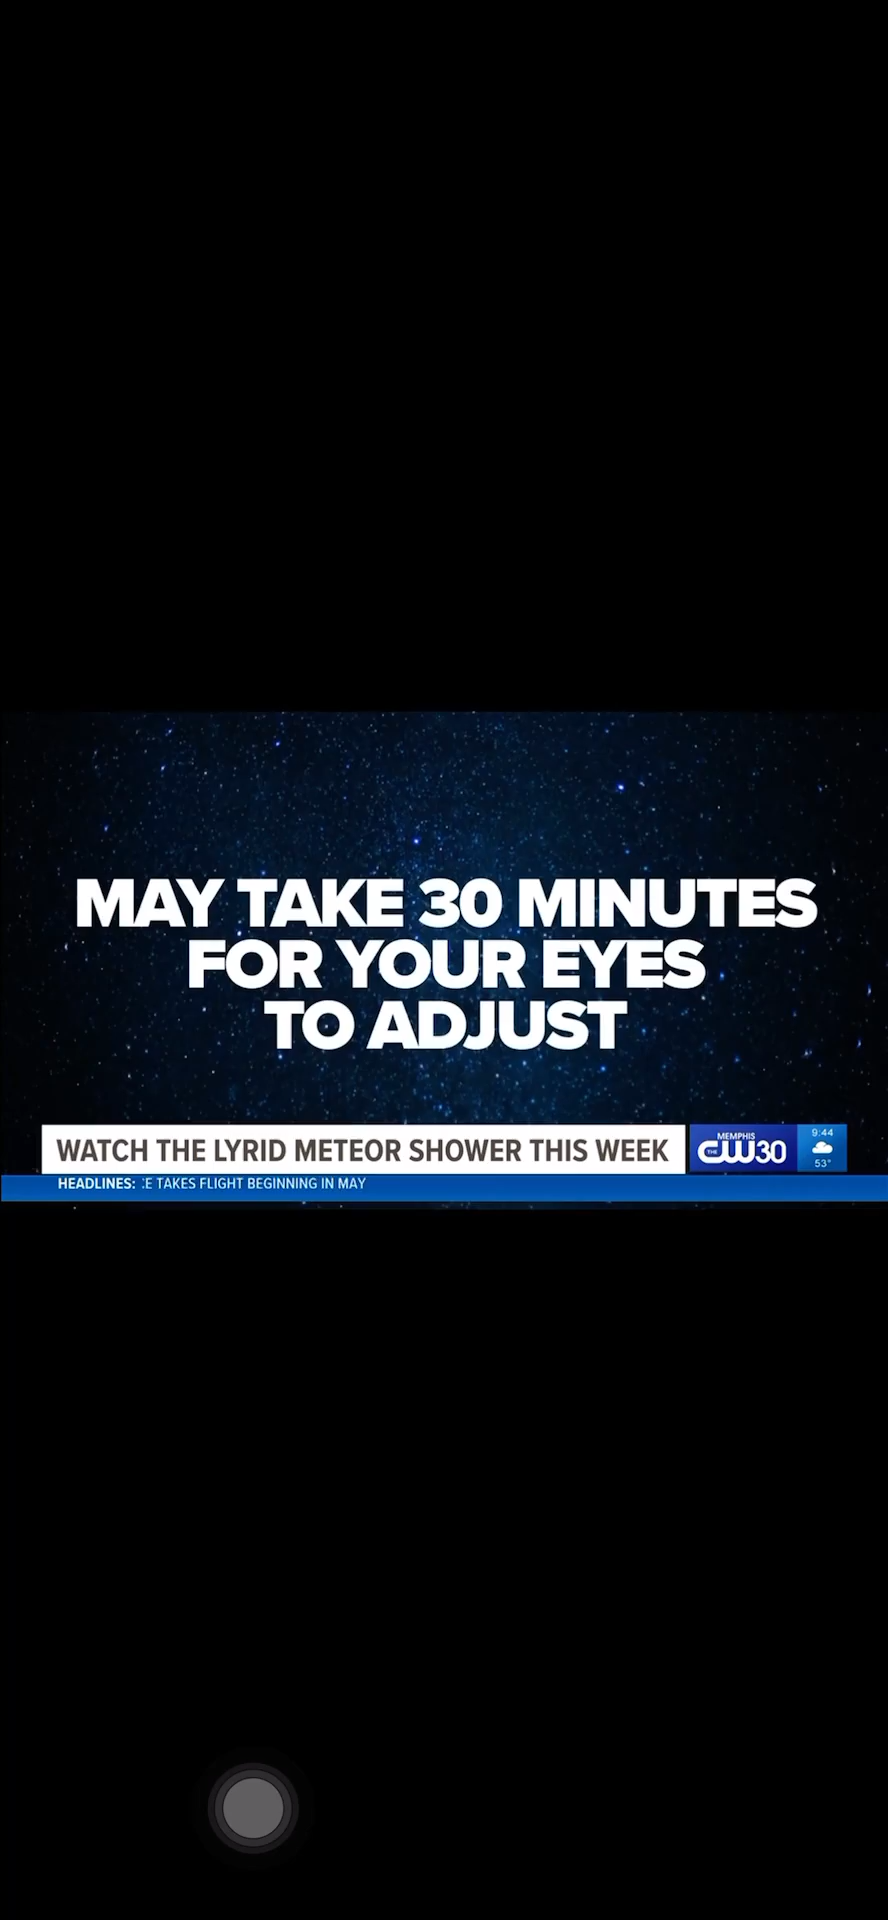 MAY TAKE 30 MINUTES
FOR YOUR EYES
TO ADJUST
WATCH THE LYRID METEOR SHOWER THIS WEEK
MEMPHIS
THE CW30
9:44
53°
HEADLINES: :E TAKES FLIGHT BEGINNING IN MAY